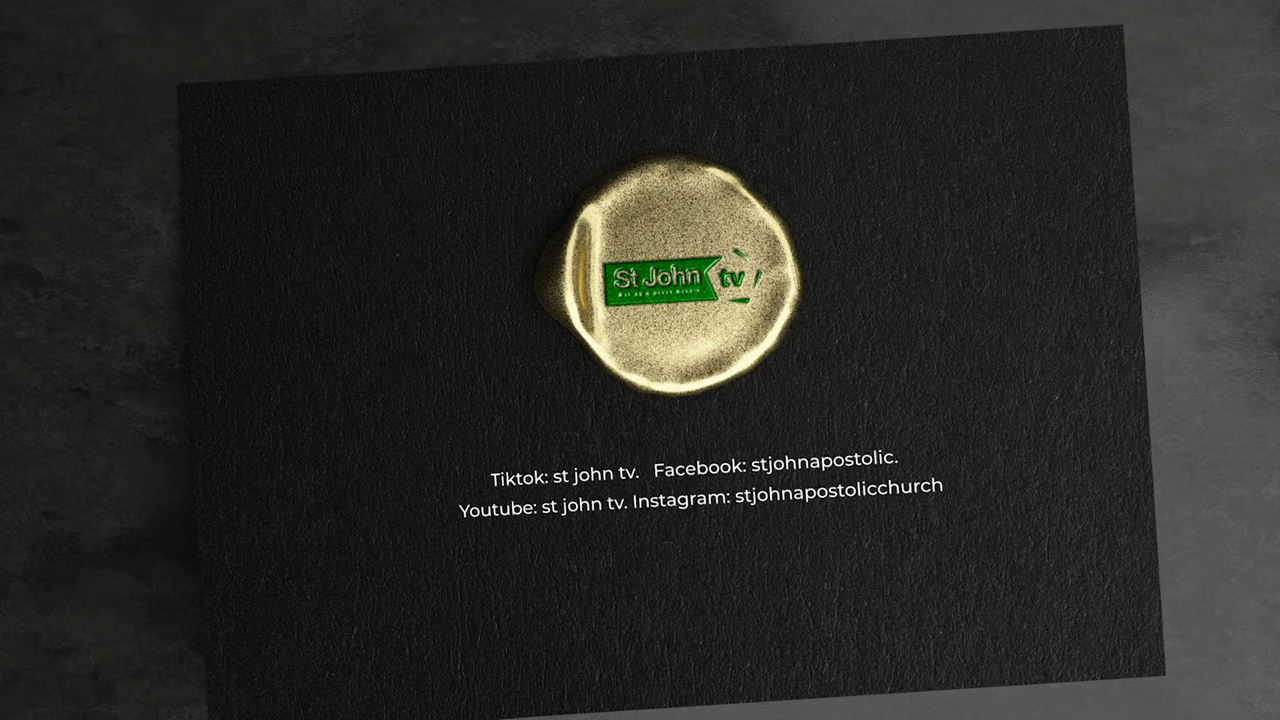 St John tv
Tiktok: st john tv. Facebook: stjohnapostolic.
Youtube: st john tv. Instagram: stjohnapostolicchurch